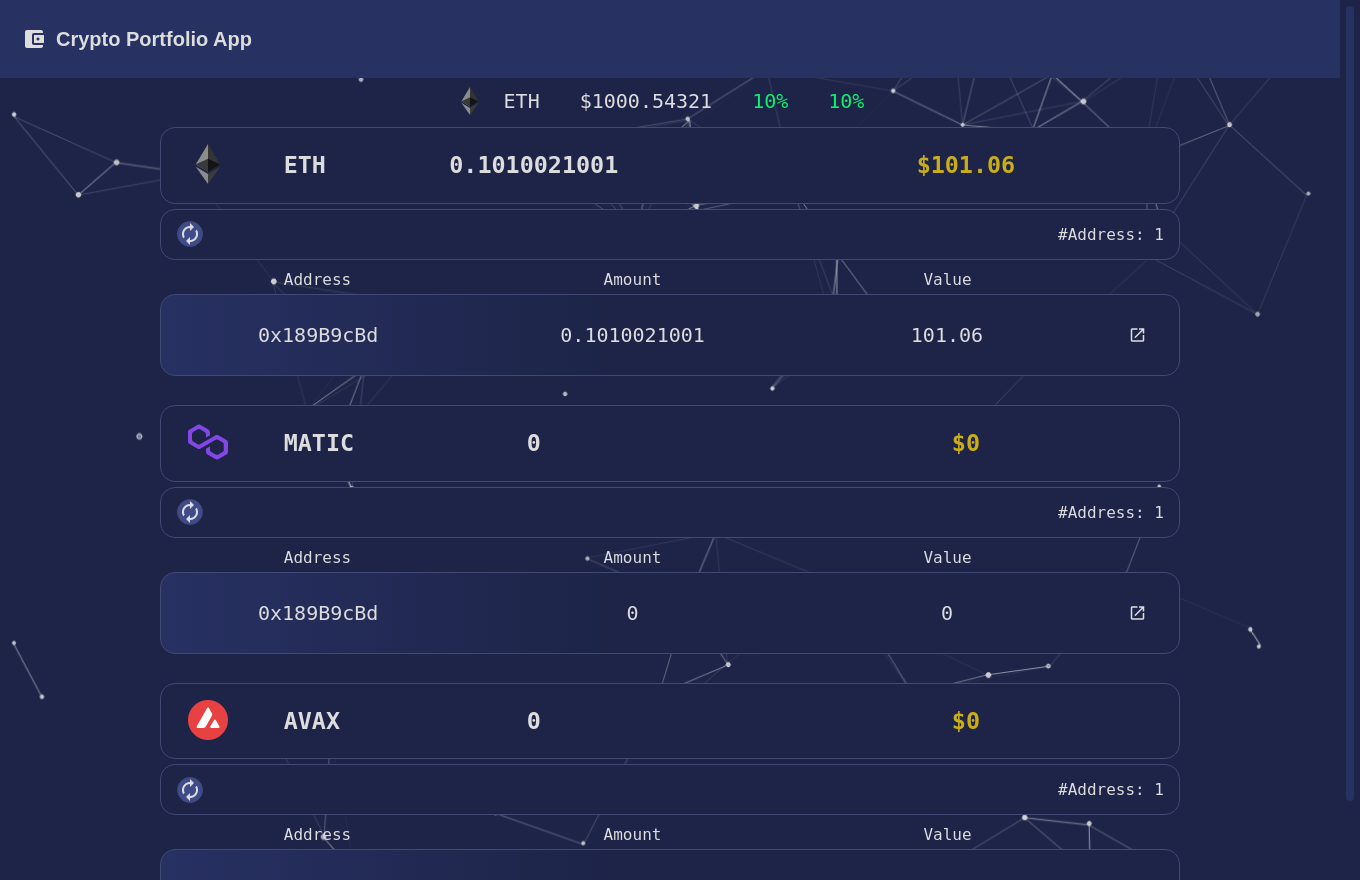 Crypto Portfolio App
ETH $1000.54321 10% 10%
ETH 0.1010021001 $101.06
#Address: 1
Address Amount Value
0x189B9cBd 0.1010021001 101.06
MATIC 0 $0
#Address: 1
Address Amount Value
0x189B9cBd 0 0
AVAX 0 $0
#Address: 1
Address Amount Value